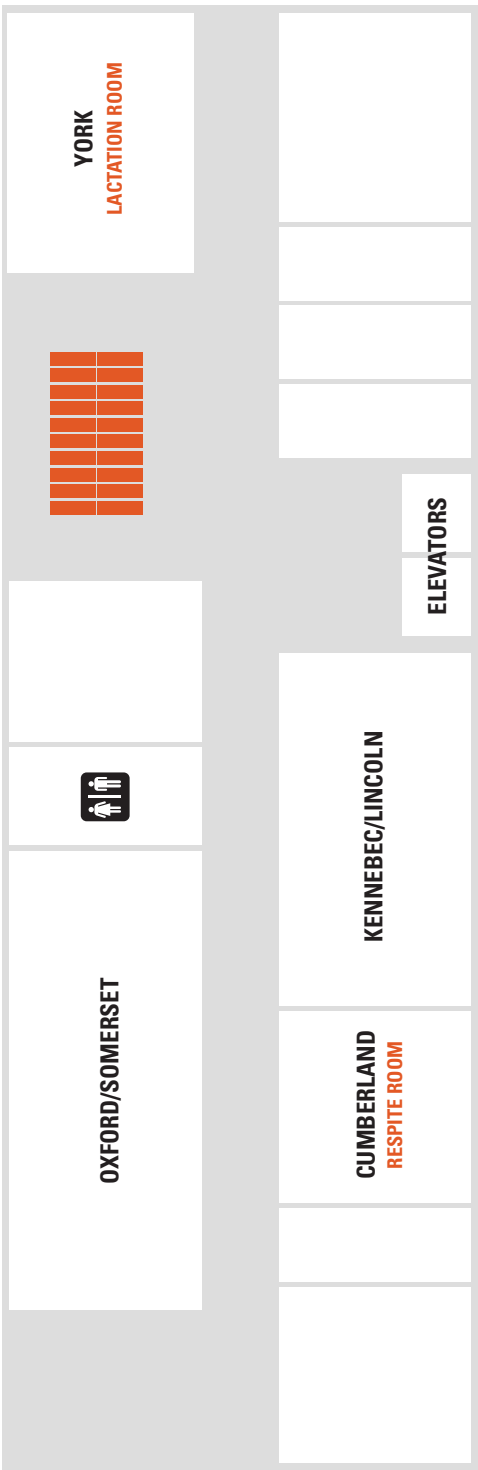 YORK
LACTATION ROOM
ELEVATORS
KENNEBEC/LINCOLN
OXFORD/SOMERSET
CUMBERLAND
RESPITE ROOM